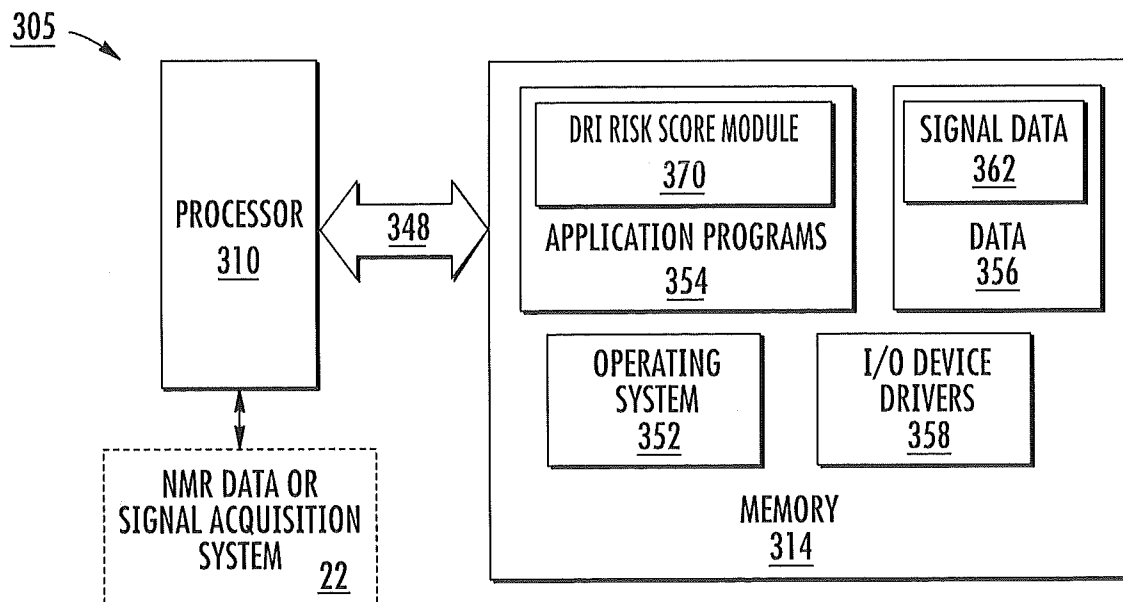 305
PROCESSOR
310
348
NMR DATA OR
SIGNAL ACQUISITION
SYSTEM
22
DRI RISK SCORE MODULE
370
APPLICATION PROGRAMS
354
SIGNAL DATA
362
DATA
356
OPERATING
SYSTEM
352
I/O DEVICE
DRIVERS
358
MEMORY
314